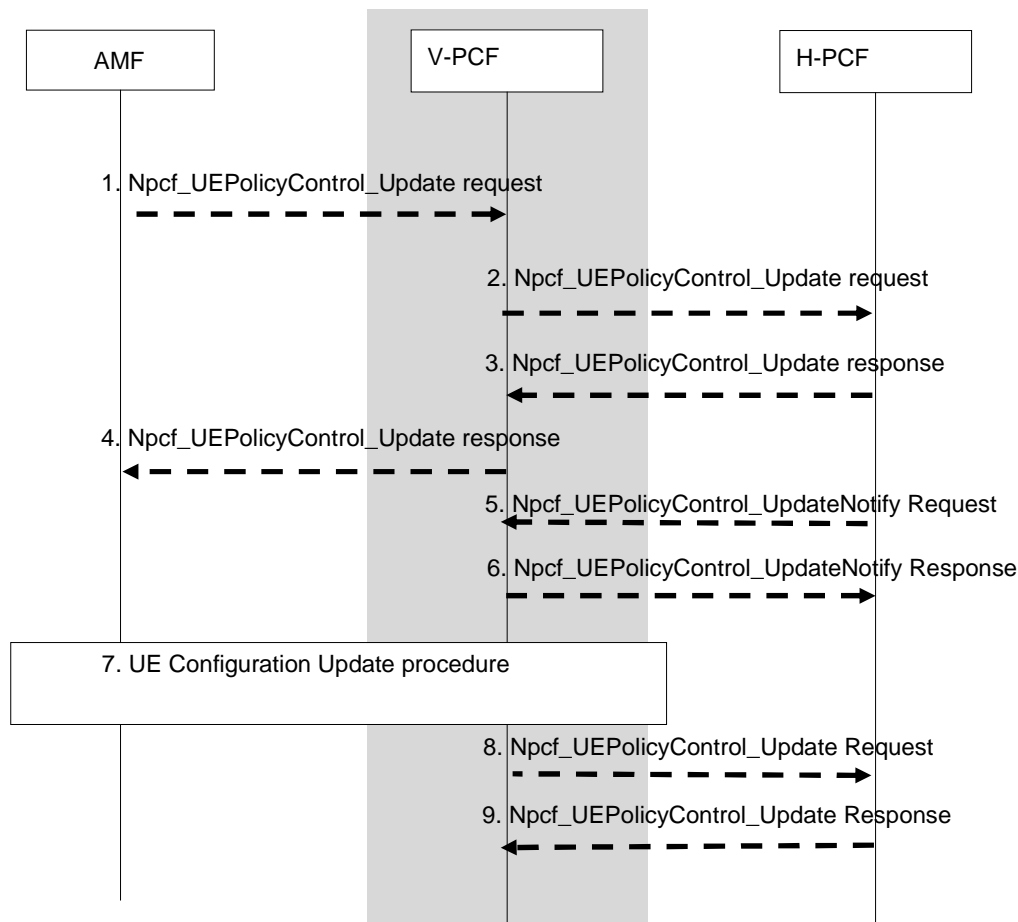 AMF
V-PCF
H-PCF
1. Npcf_UEPolicyControl_Update request
2. Npcf_UEPolicyControl_Update request
3. Npcf_UEPolicyControl_Update response
4. Npcf_UEPolicyControl_Update response
5. Npcf_UEPolicyControl_UpdateNotify Request
6. Npcf_UEPolicyControl_UpdateNotify Response
7. UE Configuration Update procedure
8. Npcf_UEPolicyControl_Update Request
9. Npcf_UEPolicyControl_Update Response